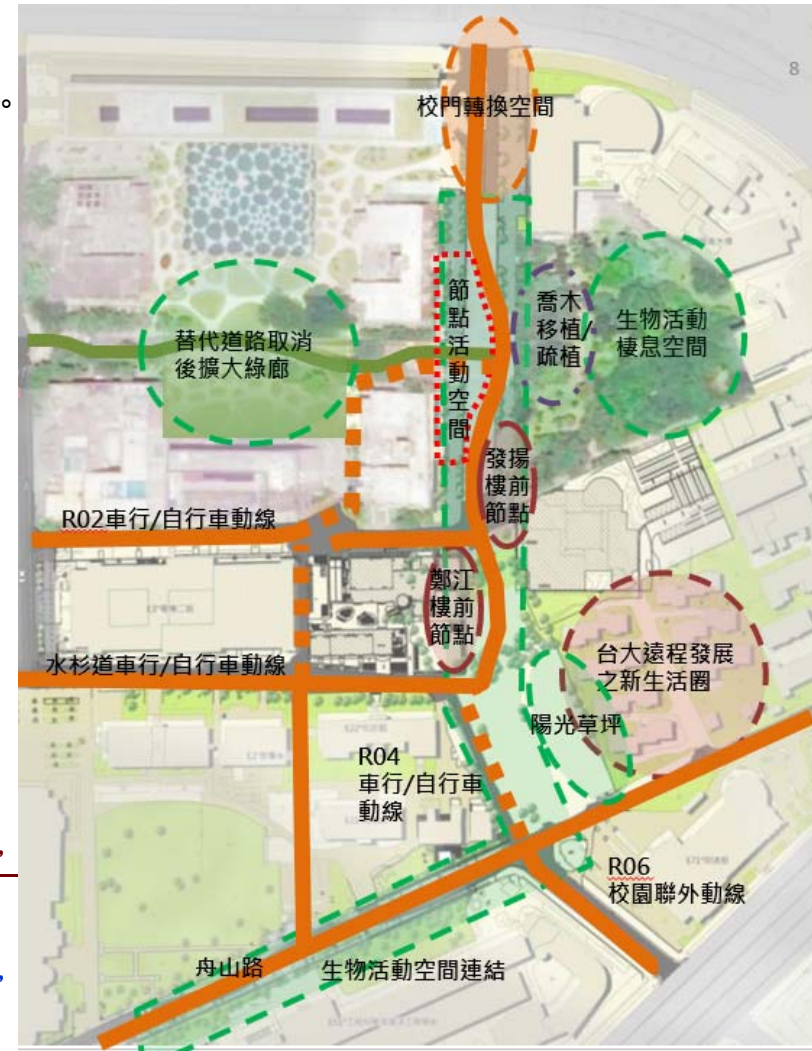 8
。
校門轉換空間
節
點
活
動
空
間
喬木
移植/
疏植
生物活動
棲息空間
替代道路取消
後擴大綠廊
發揚
樓前
節點
R02車行/自行車動線
鄭江
樓前
節點
台大遠程發展
之新生活圈
水杉道車行/自行車動線
陽光草坪
R04
車行/自行車
動線
,
R06
校園聯外動線
舟山路
生物活動空間連結
,